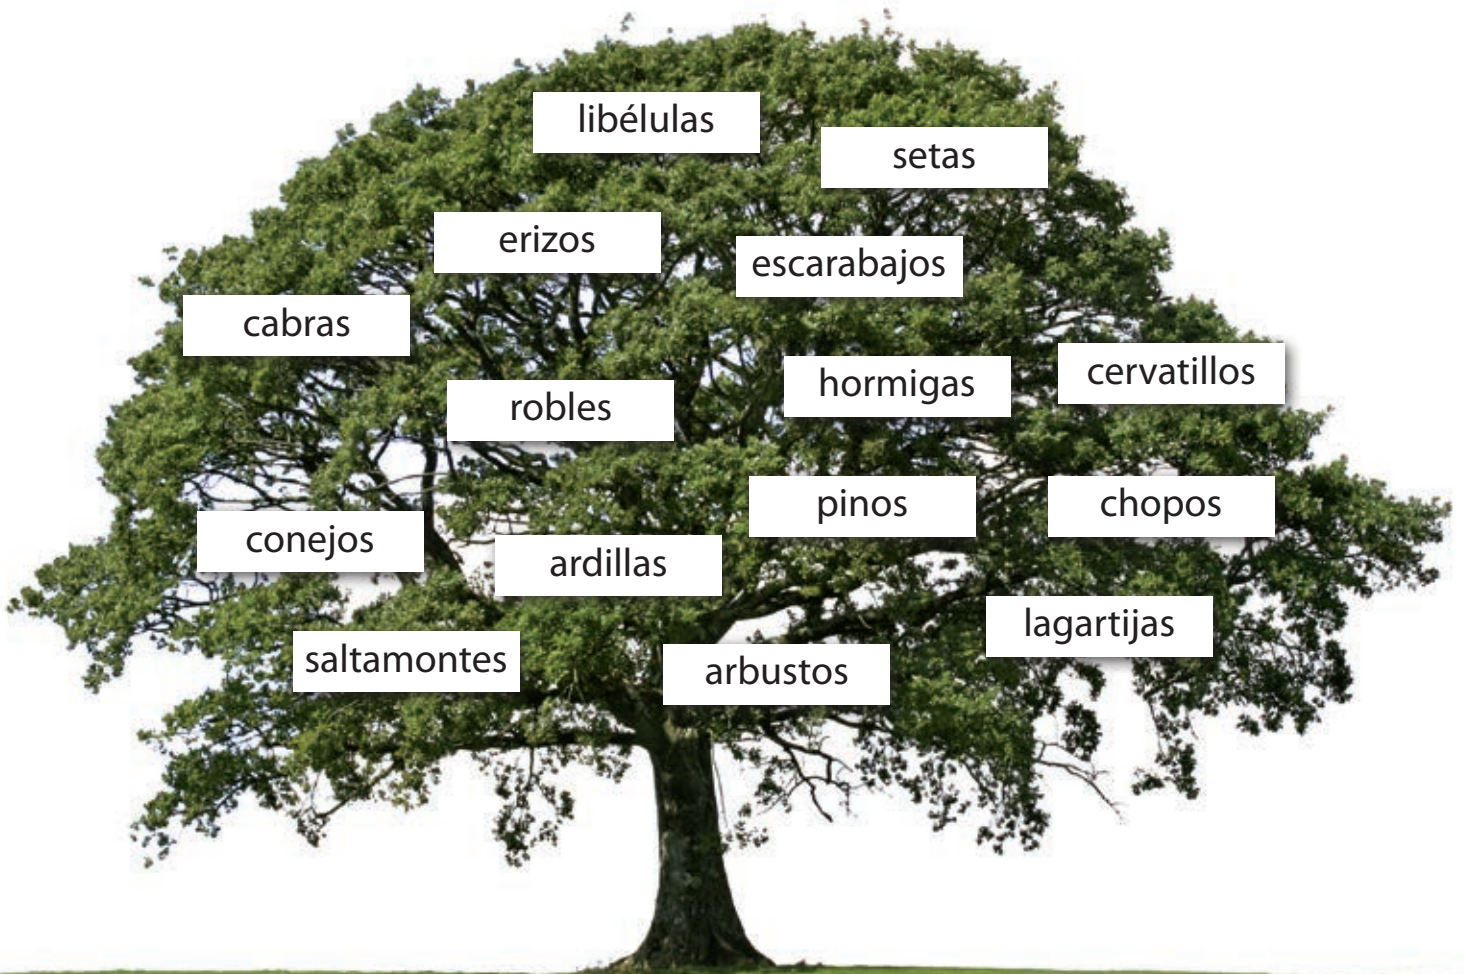 libélulas
setas
erizos
escarabajos
cabras
cervatillos
hormigas
robles
pinos
chopos
conejos
ardillas
lagartijas
saltamontes
arbustos